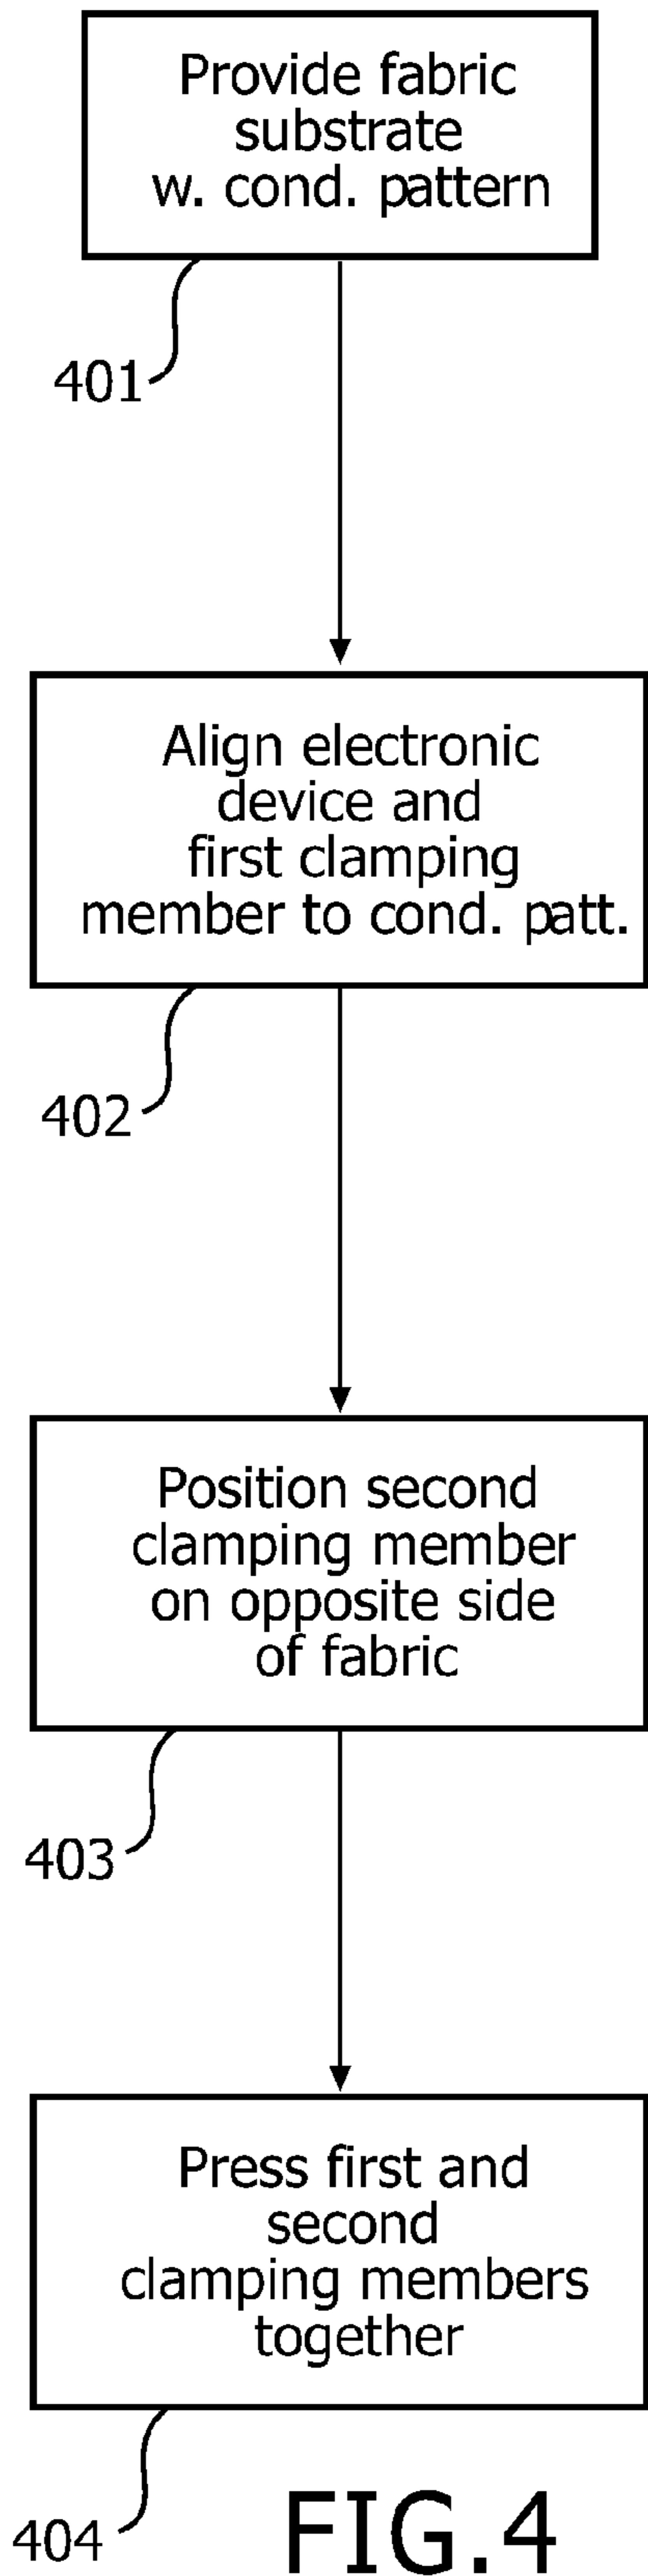 Provide fabric
substrate
w. cond. pattern
401
Align electronic
device and
first clamping
member to cond. patt.
402
Position second
clamping member
on opposite side
of fabric
403
Press first and
second
clamping members
together
404
FIG.4